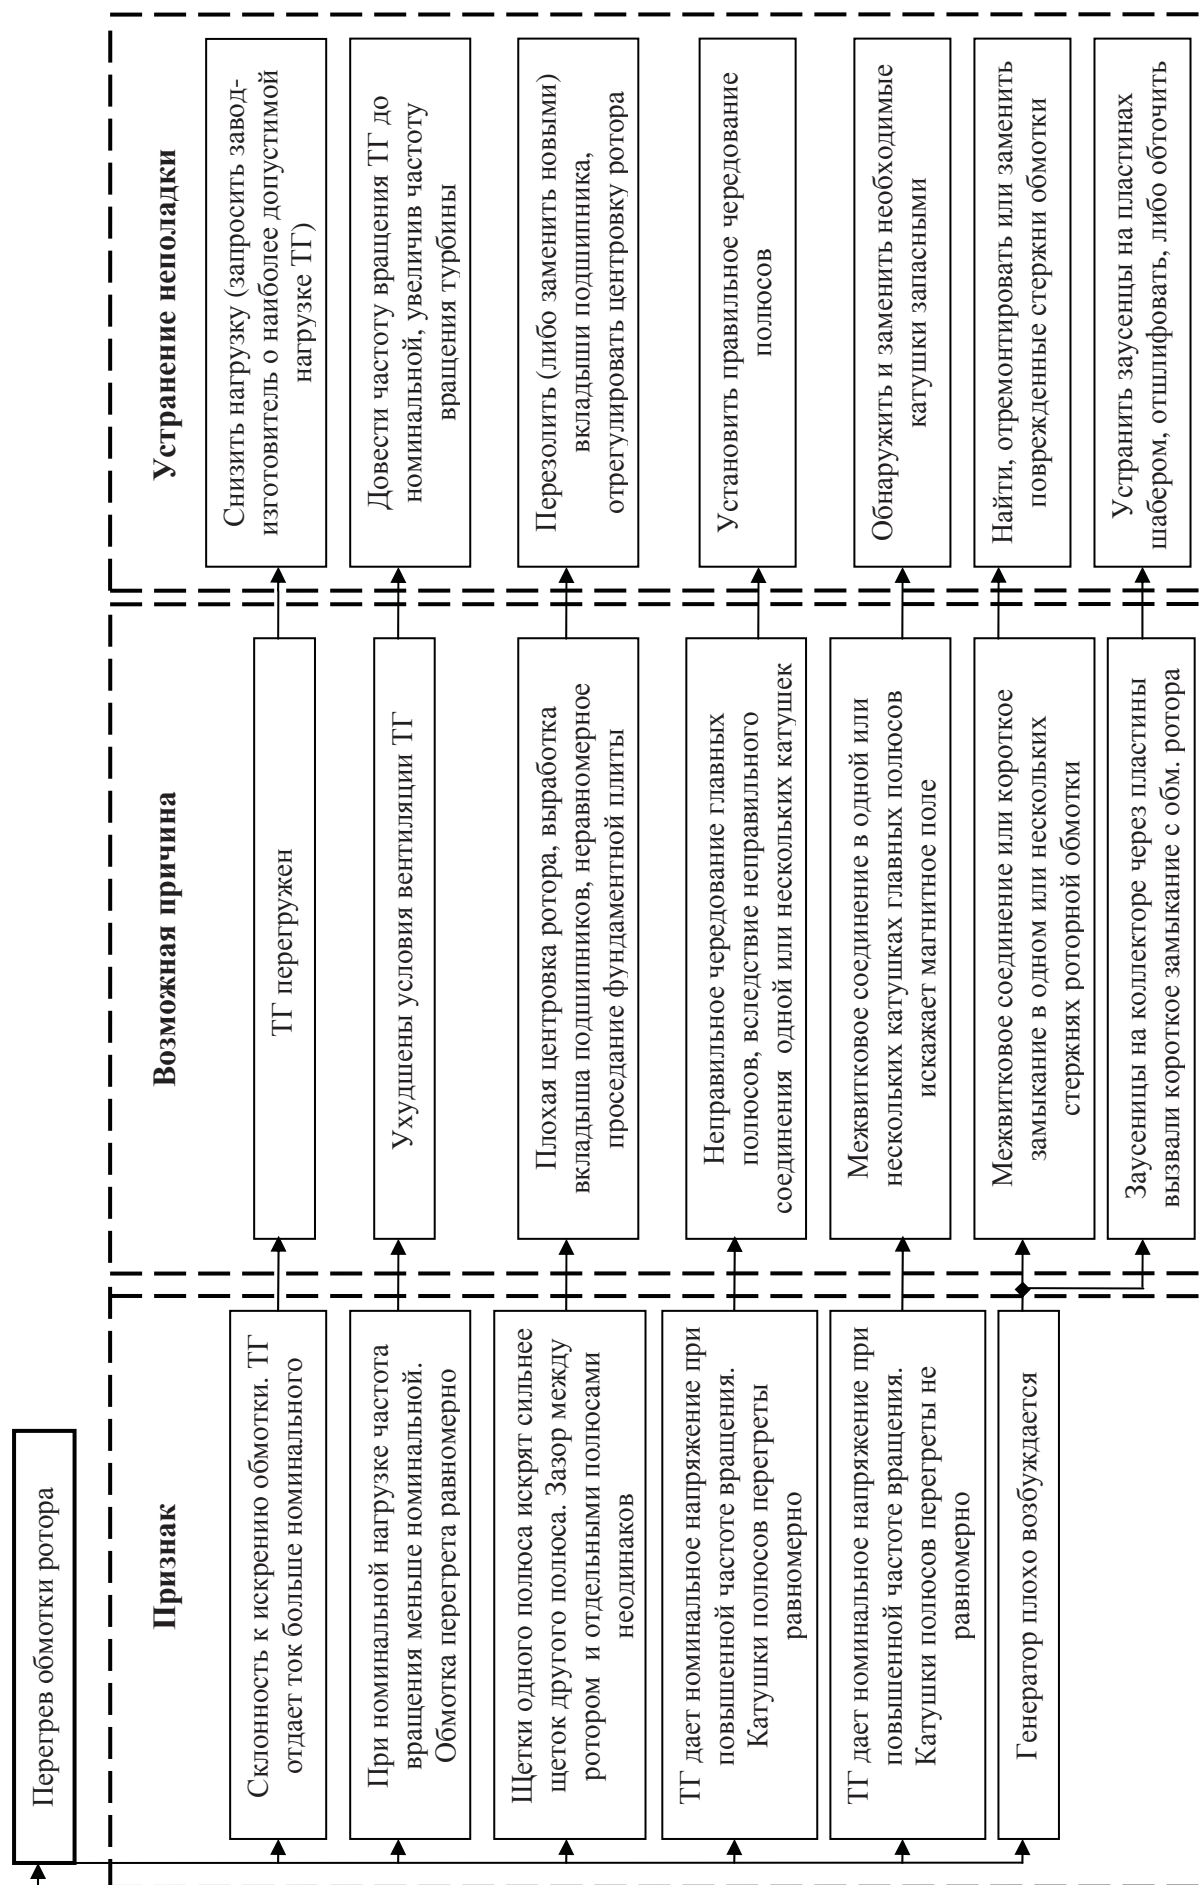 Перегрев обмотки ротора
Признак
Склонность к искрению обмотки. ТГ
отдает ток больше номинального
При номинальной нагрузке частота
вращения меньше номинальной.
Обмотка перегрета равномерно
Щетки одного полюса искрят сильнее
щеток другого полюса. Зазор между
ротором и отдельными полюсами
неодинаков
ТГ дает номинальное напряжение при
повышенной частоте вращения.
Катушки полюсов перегреты
равномерно
ТГ дает номинальное напряжение при
повышенной частоте вращения.
Катушки полюсов перегреты не
равномерно
Генератор плохо возбуждается
Возможная причина
ТГ перегружен
Ухудшены условия вентиляции ТГ
Плохая центровка ротора, выработка
вкладыша подшипников, неравномерное
проседание фундаментной плиты
Неправильное чередование главных
полюсов, вследствие неправильного
соединения одной или нескольких катушек
Межвитковое соединение в одной или
нескольких катушках главных полюсов
искажает магнитное поле
Межвитковое соединение или короткое
замыкание в одном или нескольких
стержнях роторной обмотки
Заусеницы на коллекторе через пластины
вызвали короткое замыкание с обм. ротора
Устранение неполадки
Снизить нагрузку (запросить завод-
изготовитель о наиболее допустимой
нагрузке ТГ)
Довести частоту вращения ТГ до
номинальной, увеличив частоту
вращения турбины
Перезолить (либо заменить новыми)
вкладыши подшипника,
отрегулировать центровку ротора
Установить правильное чередование
полюсов
Обнаружить и заменить необходимые
катушки запасными
Найти, отремонтировать или заменить
поврежденные стержни обмотки
Устранить заусенцы на пластинах
шабером, отшлифовать, либо обточить